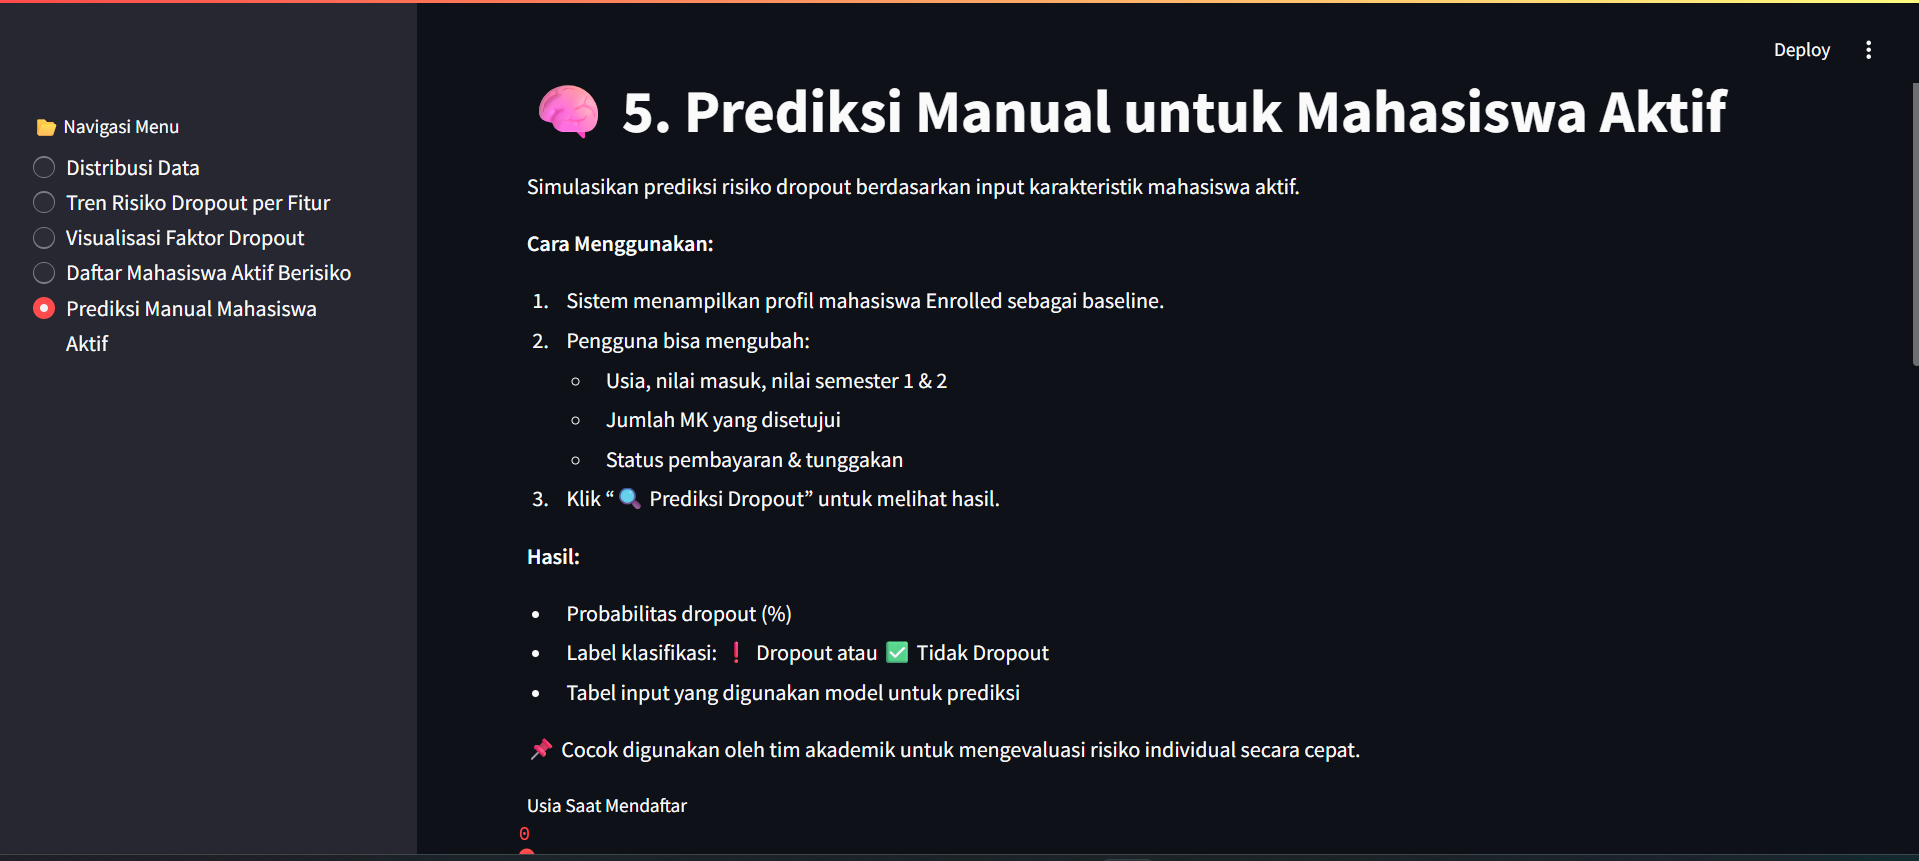 Deploy
📂 Navigasi Menu
Distribusi Data
Tren Risiko Dropout per Fitur
Visualisasi Faktor Dropout
Daftar Mahasiswa Aktif Berisiko
Prediksi Manual Mahasiswa
Aktif
🧠 5. Prediksi Manual untuk Mahasiswa Aktif
Simulasikan prediksi risiko dropout berdasarkan input karakteristik mahasiswa aktif.
Cara Menggunakan:
1. Sistem menampilkan profil mahasiswa Enrolled sebagai baseline.
2. Pengguna bisa mengubah:
○ Usia, nilai masuk, nilai semester 1 & 2
○ Jumlah MK yang disetujui
○ Status pembayaran & tunggakan
3. Klik “🔍 Prediksi Dropout” untuk melihat hasil.
Hasil:
• Probabilitas dropout (%)
• Label klasifikasi: ❗ Dropout atau ✅ Tidak Dropout
• Tabel input yang digunakan model untuk prediksi
📌 Cocok digunakan oleh tim akademik untuk mengevaluasi risiko individual secara cepat.
Usia Saat Mendaftar
0